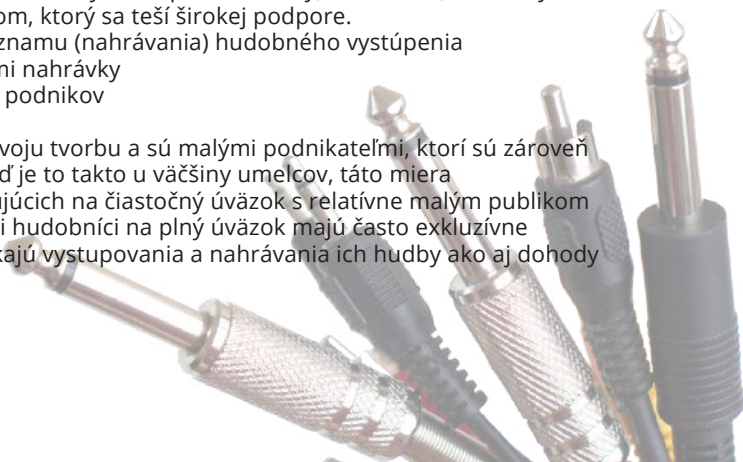 om, ktorý sa teší širokej podpore.
znamu (nahrávania) hudobného vystúpenia
mi nahrávky
podnikov
voju tvorbu a sú malými podnikateľmi, ktorí sú zároveň
ď je to takto u väčšiny umelcov, táto miera
júcich na čiastočný úväzok s relatívne malým publikom
i hudobníci na plný úväzok majú často exkluzívne
kajú vystupovania a nahrávania ich hudby ako aj dohody